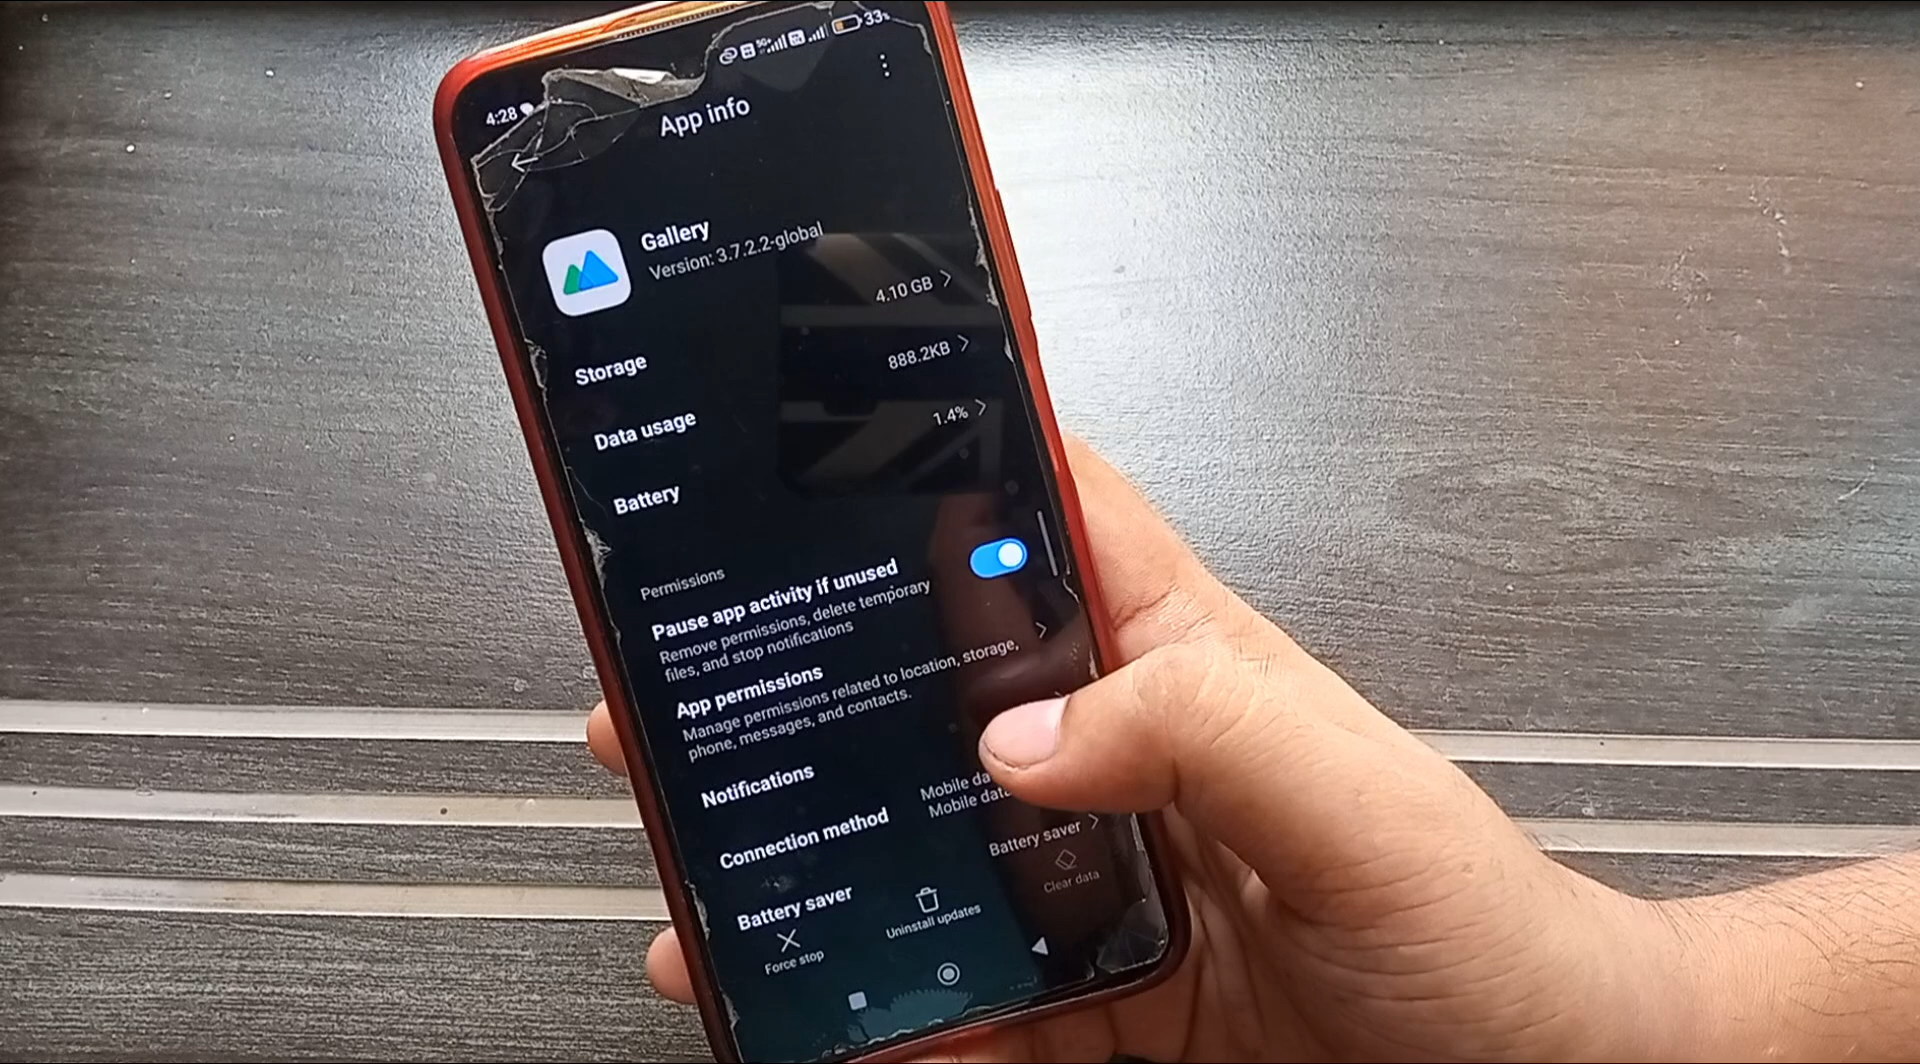 4:28
5G+
33%
App info
Gallery
Version: 3.7.2.2-global
Storage
4.10 GB
Data usage
888.2KB
Battery
1.4%
Permissions
Pause app activity if unused
Remove permissions, delete temporary
files, and stop notifications
App permissions
Manage permissions related to location, storage,
phone, messages, and contacts.
Notifications
Connection method
Mobile
Mobile
Battery saver
Battery saver
Force stop
Uninstall updates
Clear data